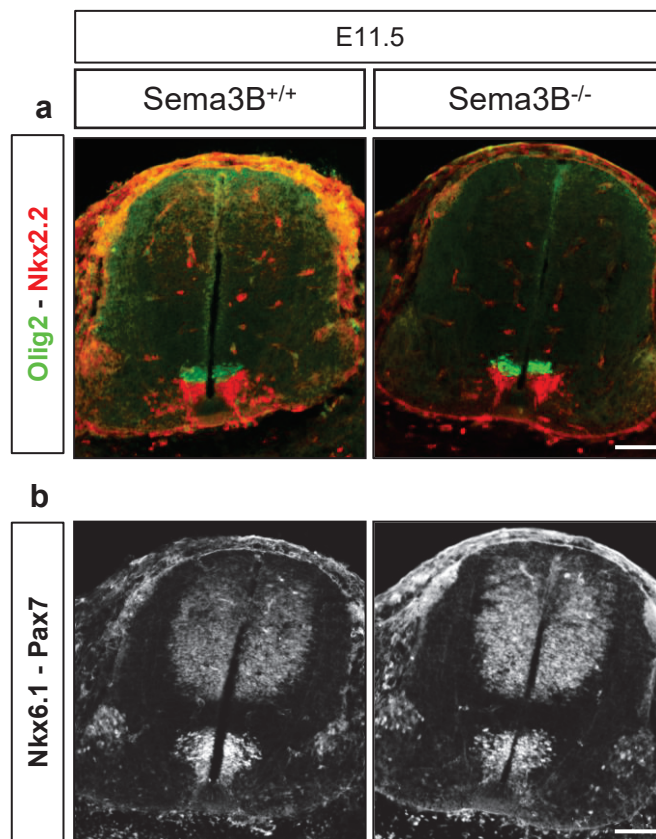 E11.5
Sema3B+/+
Sema3B-/-
a
Olig2 - Nkx2.2
b
Nkx6.1 - Pax7